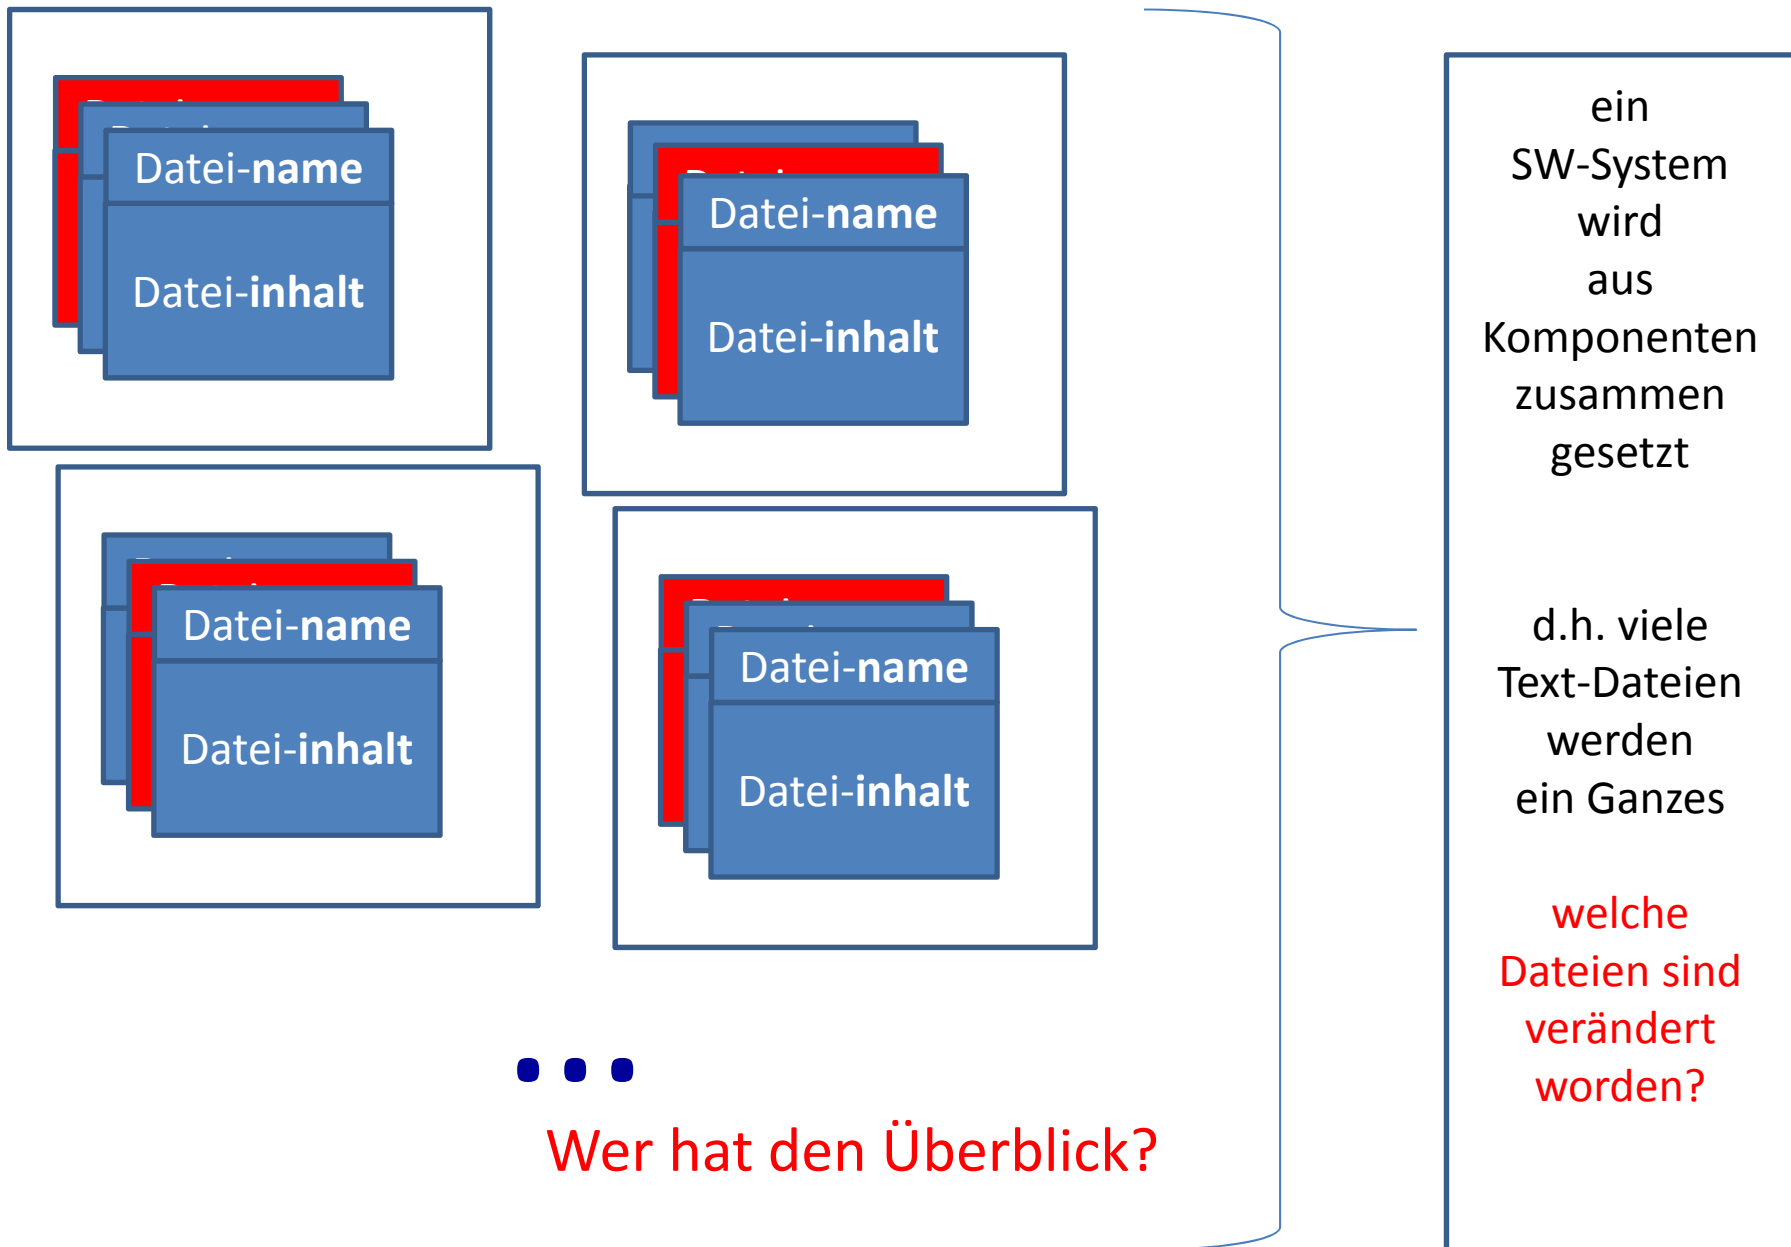 Datei-name
Datei-inhalt
Datei-name
Datei-inhalt
Datei-name
Datei-inhalt
Datei-name
Datei-inhalt
...
Wer hat den Überblick?
ein
SW-System
wird
aus
Komponenten
zusammen
gesetzt
d.h. viele
Text-Dateien
werden
ein Ganzes
welche
Dateien sind
verändert
worden?